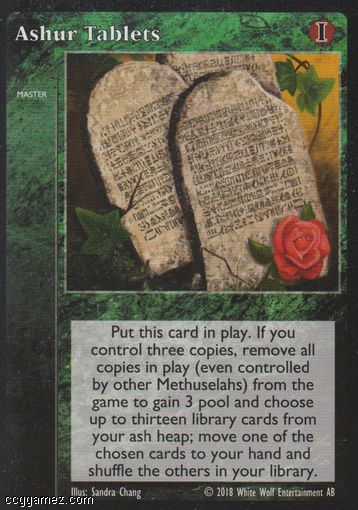 Ashur Tablets
I
MASTER
Put this card in play. If you
control three copies, remove all
copies in play (even controlled
by other Methuselahs) from the
game to gain 3 pool and choose
up to thirteen library cards from
your ash heap; move one of the
chosen cards to your hand and
shuffle the others in your library.
Illus: Sandra Chang © 2018 White Wolf Entertainment AB
ccggamez.com